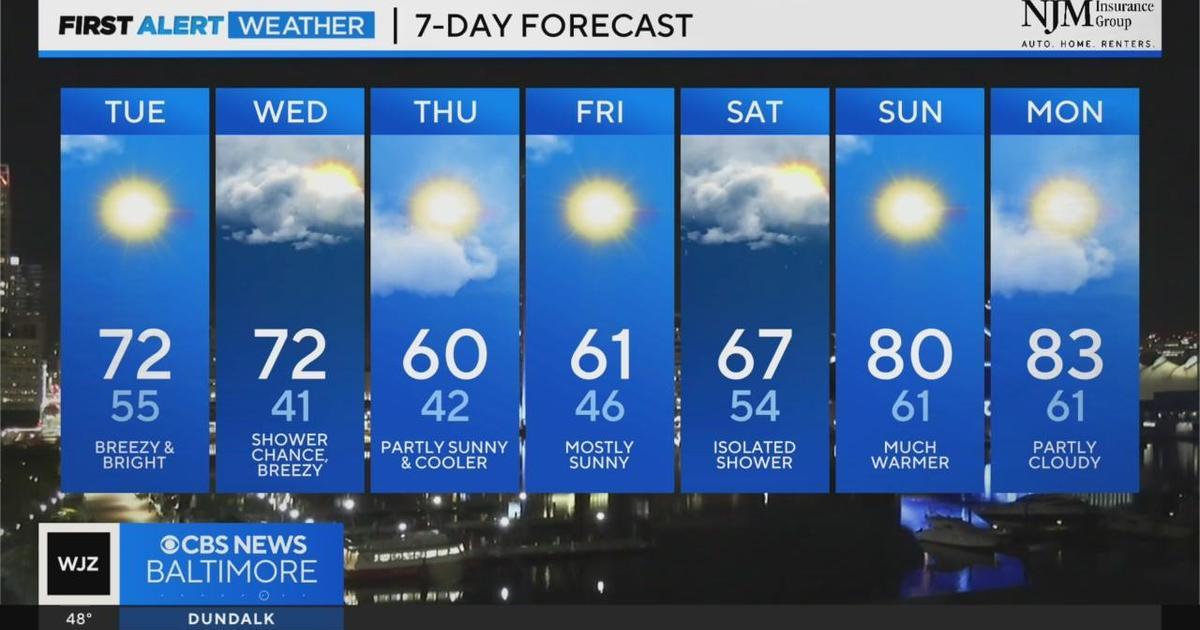 FIRST ALERT WEATHER | 7-DAY FORECAST
NJM Insurance Group
AUTO. HOME. RENTERS.
TUE
72
55
BREEZY &
BRIGHT
WED
72
41
SHOWER
CHANCE,
BREEZY
THU
60
42
PARTLY SUNNY
& COOLER
FRI
61
46
MOSTLY
SUNNY
SAT
67
54
ISOLATED
SHOWER
SUN
80
61
MUCH
WARMER
MON
83
61
PARTLY
CLOUDY
WJZ
CBS NEWS
BALTIMORE
48° DUNDALK